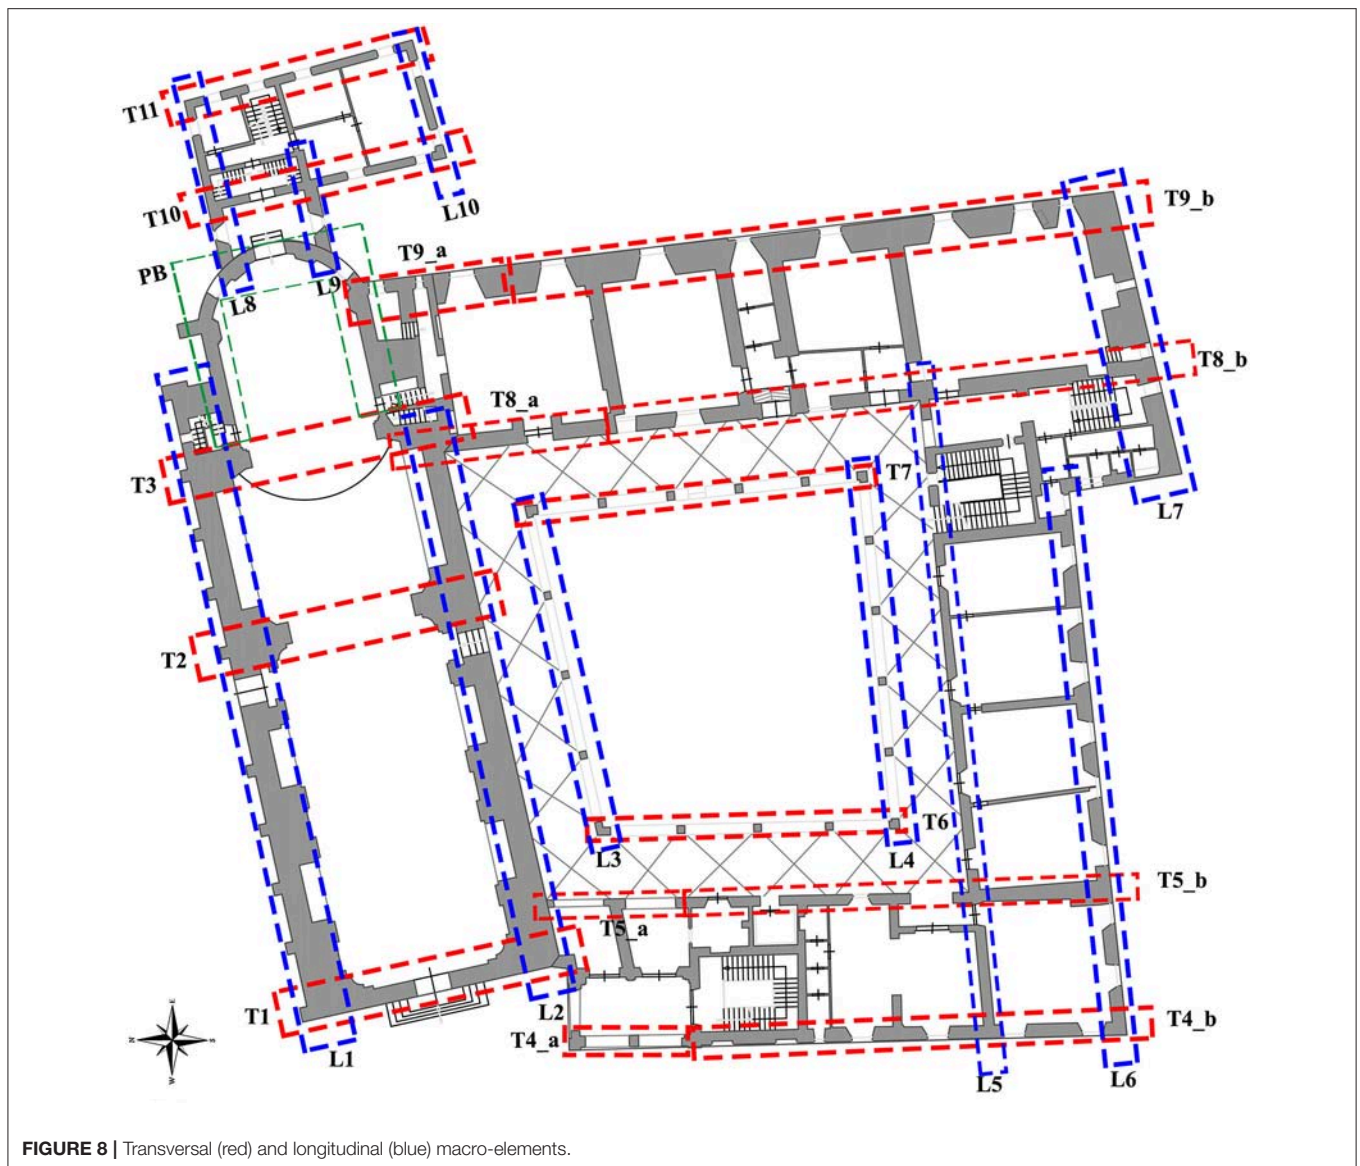 T11
T10
L10
T9_b
PB
T9_a
L8
L9
T8_b
T8_a
T7
T3
L7
T2
T6
L3
L4
T5_b
T5_a
T1
L2
T4_a
T4_b
L1
L5
L6
E
N
S
W
FIGURE 8 | Transversal (red) and longitudinal (blue) macro-elements.